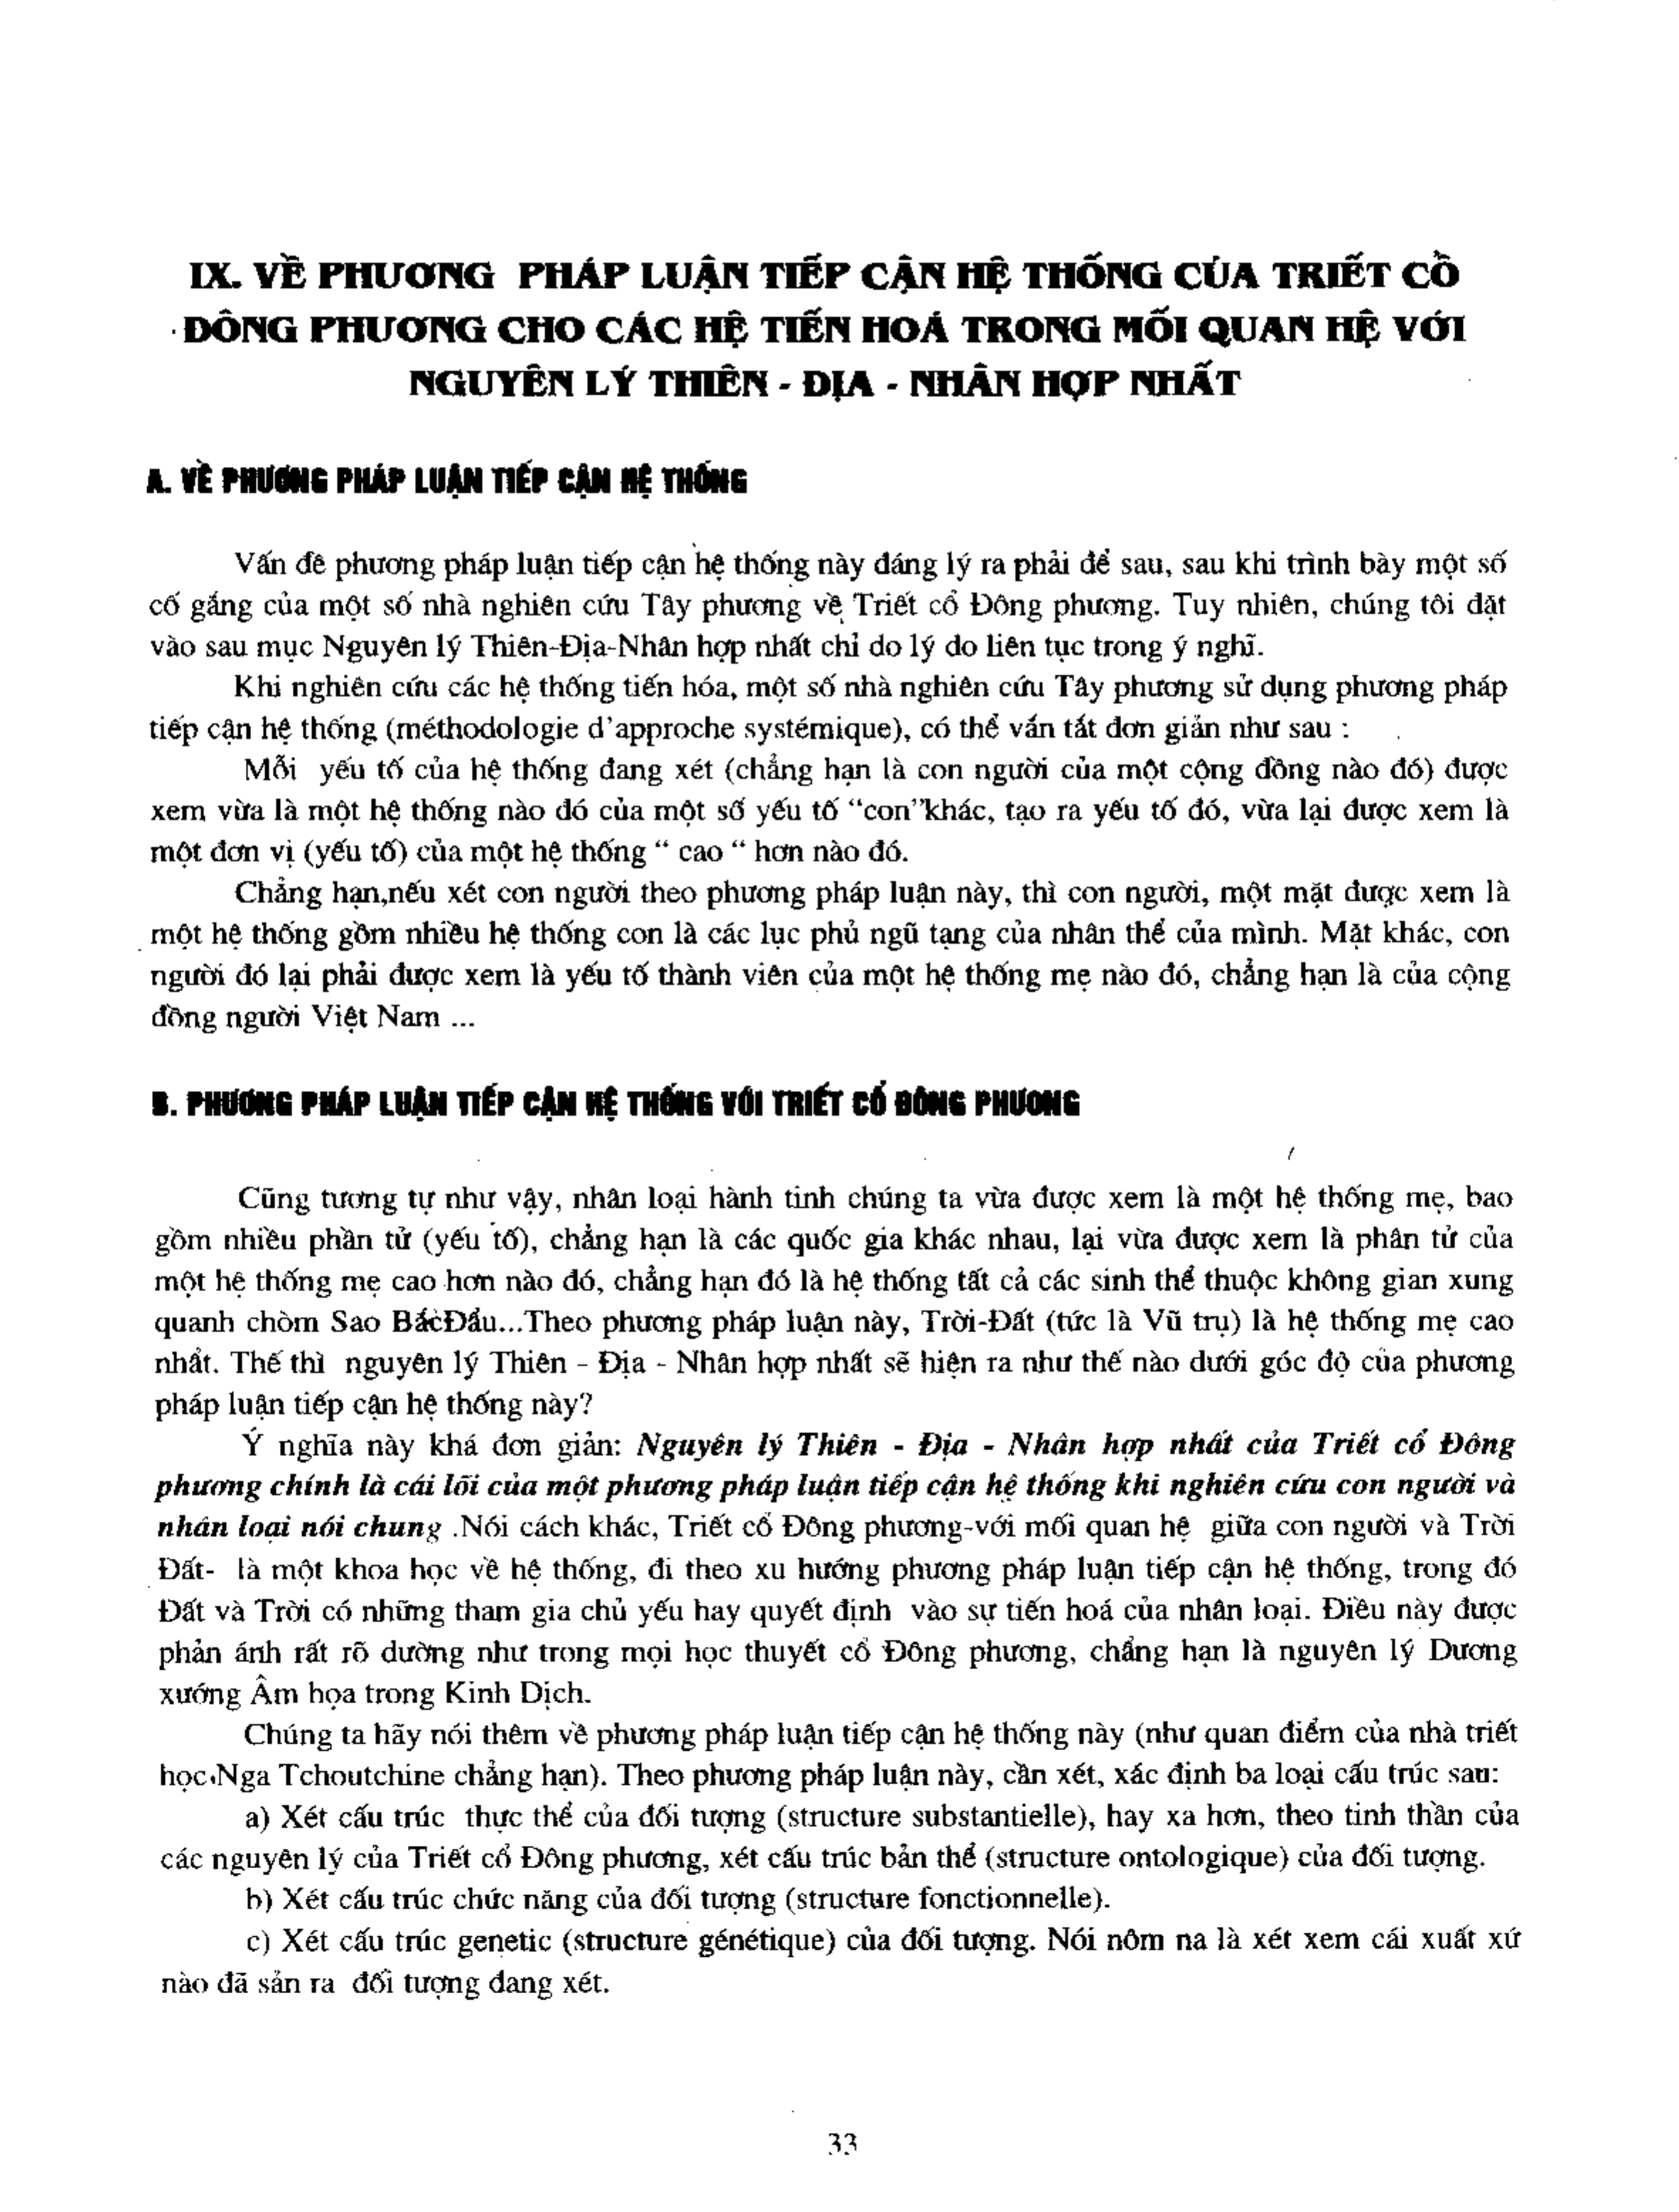 IX. VỀ PHƯƠNG PHÁP LUẬN TIẾP CẬN HỆ THỐNG CỦA TRIẾT CỔ
ĐÔNG PHƯƠNG CHO CÁC HỆ TIẾN HOÁ TRONG MỐI QUAN HỆ VỚI
NGUYÊN LÝ THIÊN - ĐỊA - NHÂN HỢP NHẤT
A. VỀ PHƯƠNG PHÁP LUẬN TIẾP CẬN HỆ THỐNG
Vấn đề phương pháp luận tiếp cận hệ thống này đáng lý ra phải để sau, sau khi trình bày một số
cố gắng của một số nhà nghiên cứu Tây phương về Triết cổ Đông phương. Tuy nhiên, chúng tôi đặt
vào sau mục Nguyên lý Thiên-Địa-Nhân hợp nhất chỉ do lý do liên tục trong ý nghĩ.
Khi nghiên cứu các hệ thống tiến hóa, một số nhà nghiên cứu Tây phương sử dụng phương pháp
tiếp cận hệ thống (méthodologie d'approche systémique), có thể vắn tắt đơn giản như sau :
Mỗi yếu tố của hệ thống đang xét (chẳng hạn là con người của một cộng đồng nào đó) được
xem vừa là một hệ thống nào đó của một số yếu tố “con”khác, tạo ra yếu tố đó, vừa lại được xem là
một đơn vị (yếu tố) của một hệ thống “ cao “ hơn nào đó.
Chẳng hạn,nếu xét con người theo phương pháp luận này, thì con người, một mặt được xem là
một hệ thống gồm nhiều hệ thống con là các lục phủ ngũ tạng của nhân thể của mình. Mặt khác, con
người đó lại phải được xem là yếu tố thành viên của một hệ thống mẹ nào đó, chẳng hạn là của cộng
đồng người Việt Nam ...
B. PHƯƠNG PHÁP LUẬN TIẾP CẬN HỆ THỐNG VỚI TRIẾT CỔ ĐÔNG PHƯƠNG
Cũng tương tự như vậy, nhân loại hành tinh chúng ta vừa được xem là một hệ thống mẹ, bao
gồm nhiều phần tử (yếu tố), chẳng hạn là các quốc gia khác nhau, lại vừa được xem là phân tử của
một hệ thống mẹ cao hơn nào đó, chẳng hạn đó là hệ thống tất cả các sinh thể thuộc không gian xung
quanh chòm Sao BắcĐẩu...Theo phương pháp luận này, Trời-Đất (tức là Vũ trụ) là hệ thống mẹ cao
nhất. Thế thì nguyên lý Thiên - Địa - Nhân hợp nhất sẽ hiện ra như thế nào dưới góc độ của phương
pháp luận tiếp cận hệ thống này?
Ý nghĩa này khá đơn giản: Nguyên lý Thiên - Địa - Nhân hợp nhất của Triết cổ Đông
phương chính là cái lõi của một phương pháp luận tiếp cận hệ thống khi nghiên cứu con người và
nhân loại nói chung .Nói cách khác, Triết cổ Đông phương-với mối quan hệ giữa con người và Trời
Đất- là một khoa học về hệ thống, đi theo xu hướng phương pháp luận tiếp cận hệ thống, trong đó
Đất và Trời có những tham gia chủ yếu hay quyết định vào sự tiến hoá của nhân loại. Điều này được
phản ánh rất rõ dường như trong mọi học thuyết cổ Đông phương, chẳng hạn là nguyên lý Dương
xướng Âm họa trong Kinh Dịch.
Chúng ta hãy nói thêm về phương pháp luận tiếp cận hệ thống này (như quan điểm của nhà triết
học Nga Tchoutchine chẳng hạn). Theo phương pháp luận này, cần xét, xác định ba loại cấu trúc sau:
a) Xét cấu trúc thực thể của đối tượng (structure substantielle), hay xa hơn, theo tinh thần của
các nguyên lý của Triết cổ Đông phương, xét cấu trúc bản thể (structure ontologique) của đối tượng.
b) Xét cấu trúc chức năng của đối tượng (structure fonctionnelle).
c) Xét cấu trúc genetic (structure génétique) của đối tượng. Nói nôm na là xét xem cái xuất xứ
nào đã sản ra đối tượng đang xét.
33